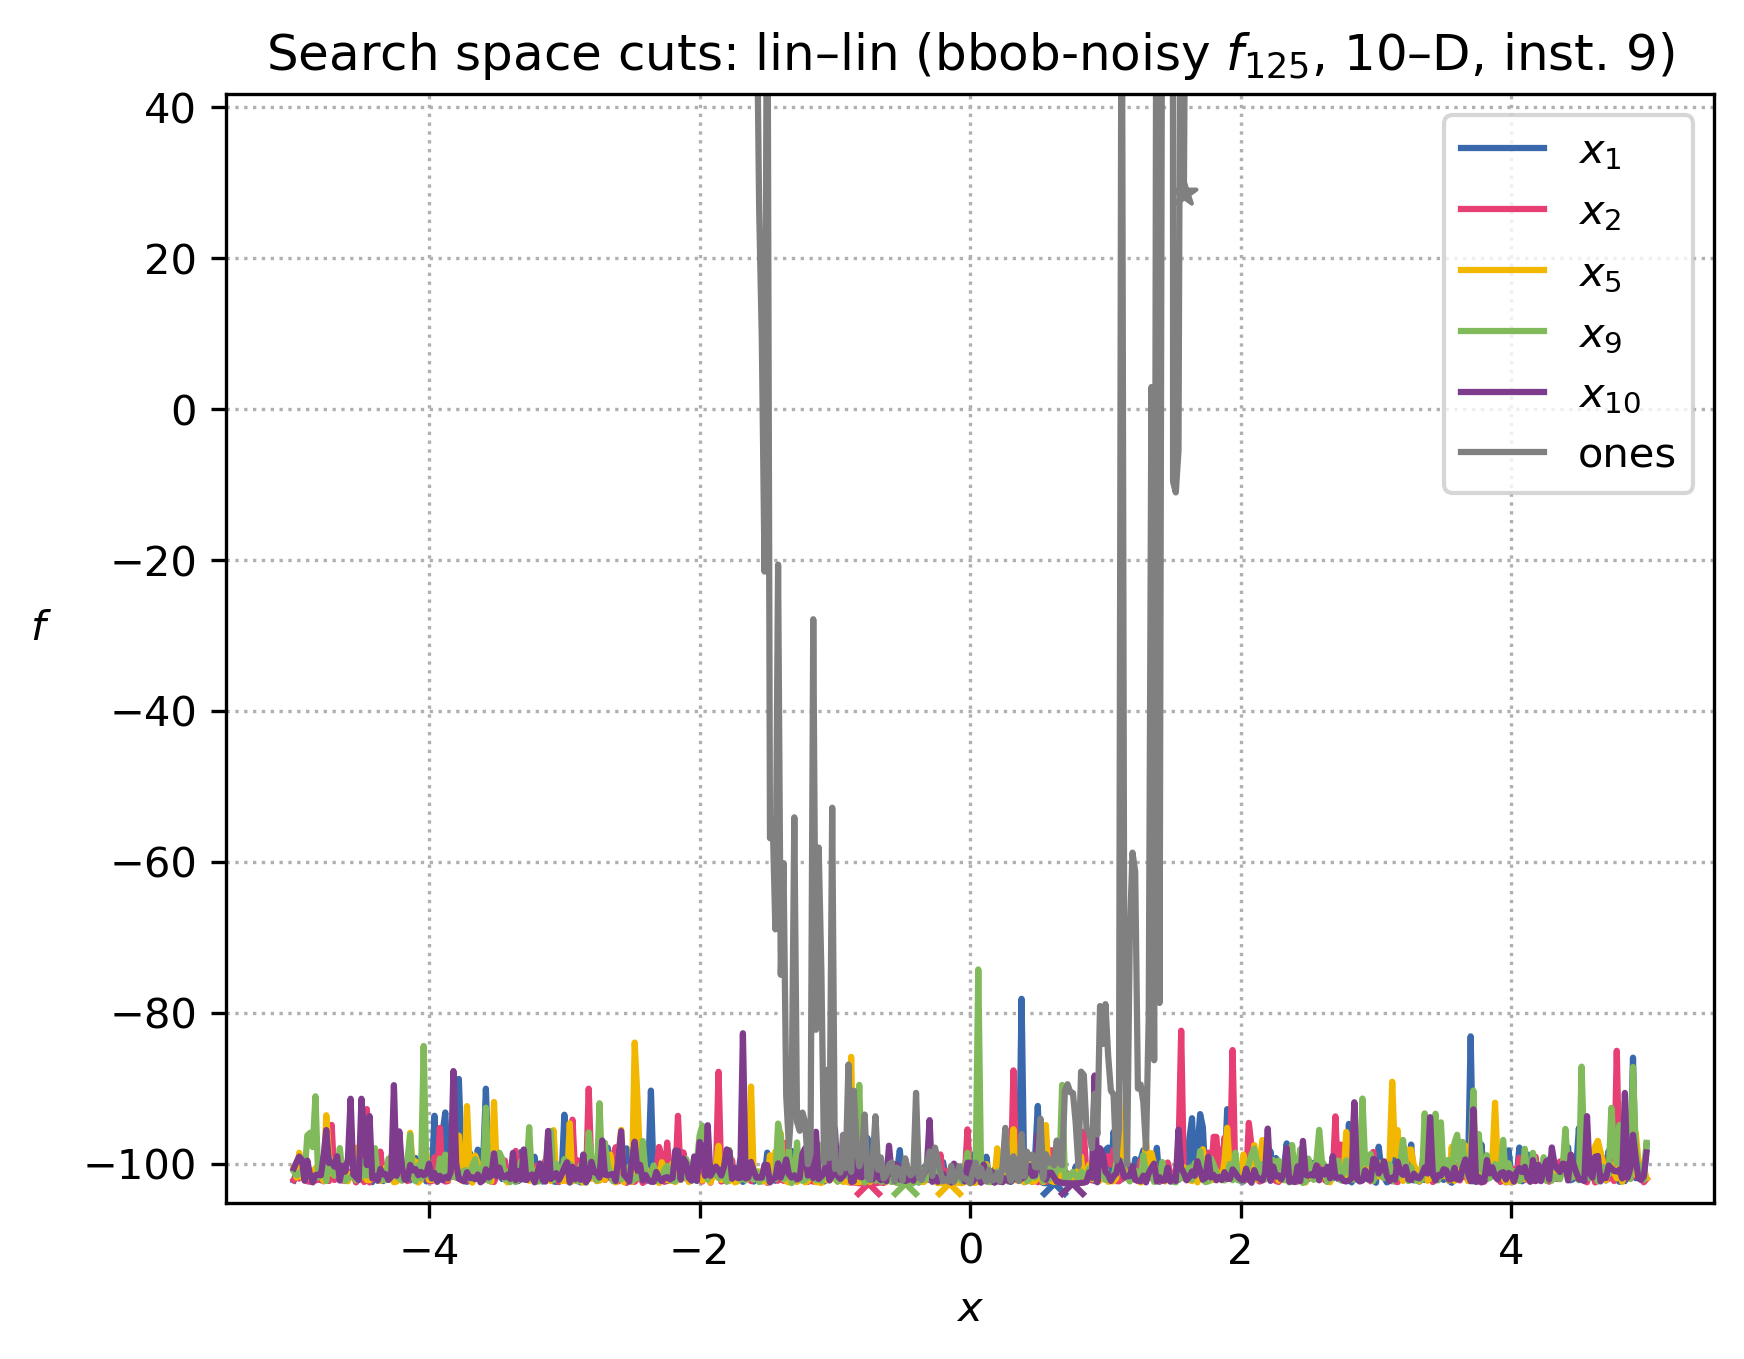 Search space cuts: lin–lin (bbob-noisy f₁₂₅, 10–D, inst. 9)
40
20
0
−20
−40
−60
−80
−100
f
x₁
x₂
x₅
x₉
x₁₀
ones
−4 −2 0 2 4
x